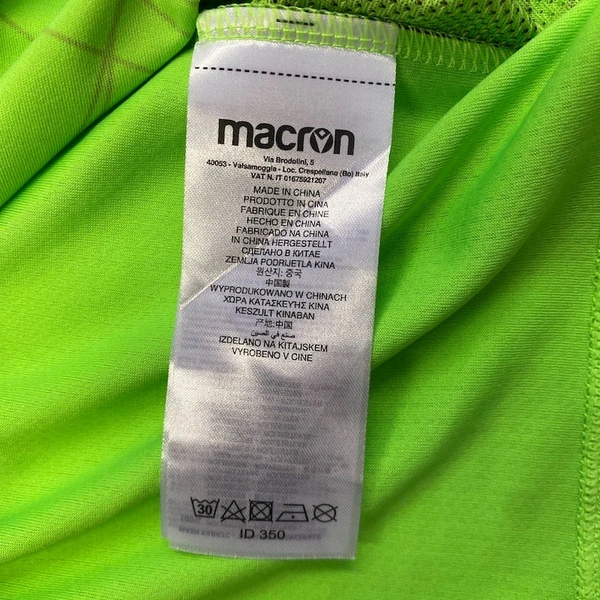 macron
Via Brodolini, 5
40053 - Valsamoggia - Loc. Crespellano (Bo) Italy
VAT N. IT 01675921207
MADE IN CHINA
PRODOTTO IN CINA
FABRIQUE EN CHINE
HECHO EN CHINA
FABRICADO NA CHINA
IN CHINA HERGESTELLT
СДЕЛАНО В КИТАЕ
ZEMLJA PODRIJETLA KINA
원산지: 중국
中国製
WYPRODUKOWANO W CHINACH
ΧΩΡΑ ΚΑΤΑΣΚΕΥΗΣ ΚΙΝΑ
KESZULT KINABAN
产地:中国
صنع في الصين
IZDELANO NA KITAJSKEM
VYROBENO V CINE
30
ID 350